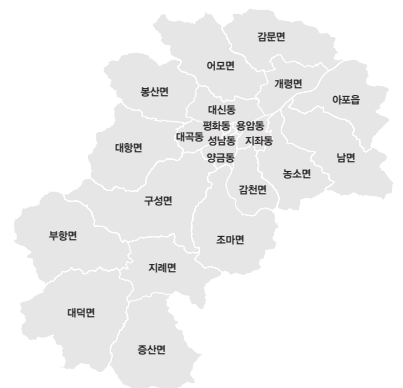 감문면
어모면
개령면
봉산면
아포읍
대신동
평화동 용암동
대곡동 성남동 지좌동
대항면
양금동
남면
농소면
감천면
구성면
부항면
조마면
지례면
대덕면
증산면